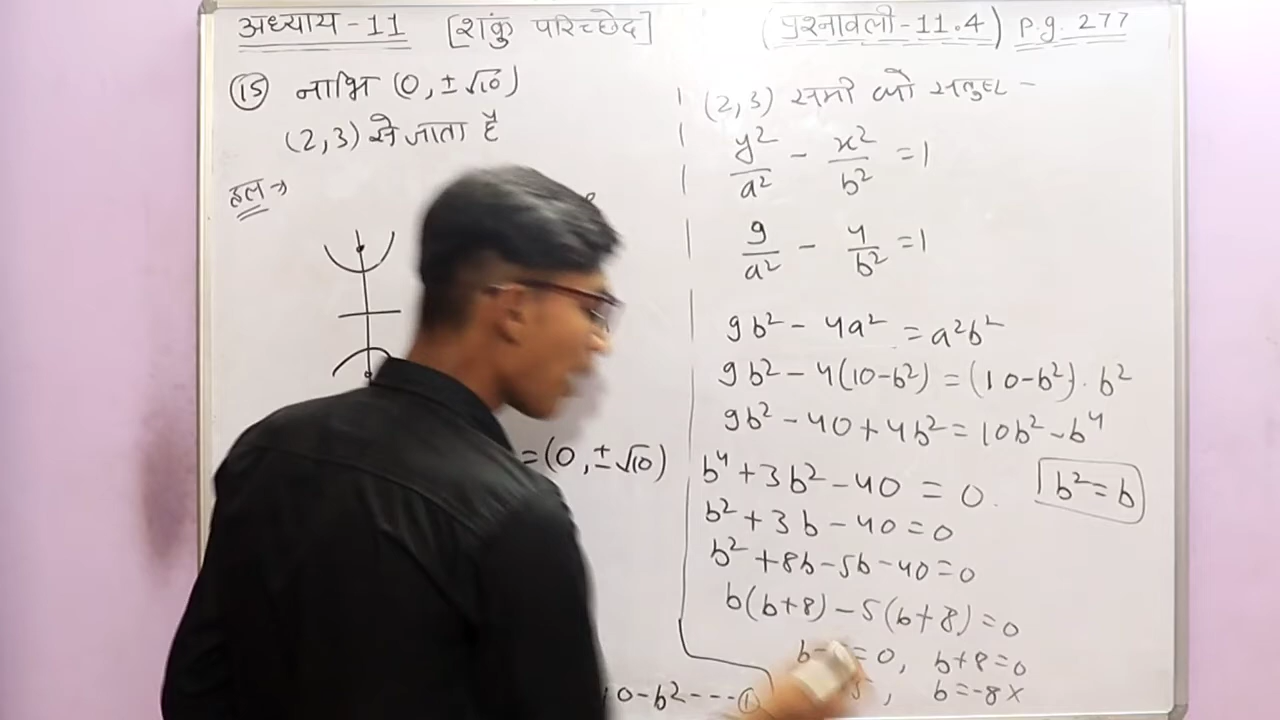 अध्याय - 11 [शंकु परिच्छेद] (प्रश्नावली - 11.4) p.g. 277
(15) नाभि (0, ±√10)
(2,3) से जाता है
हल →
= (0, ±√10)
10 - b² --- ①
(2,3) समी को संतुष्ट -
y²/a² - x²/b² = 1
9/a² - 4/b² = 1
9b² - 4a² = a²b²
9b² - 4(10-b²) = (10-b²).b²
9b² - 40 + 4b² = 10b² - b⁴
b⁴ + 3b² - 40 = 0. b² = b
b² + 3b - 40 = 0
b² + 8b - 5b - 40 = 0
b(b+8) - 5(b+8) = 0
= 0, b+8 = 0
, b = -8 ×